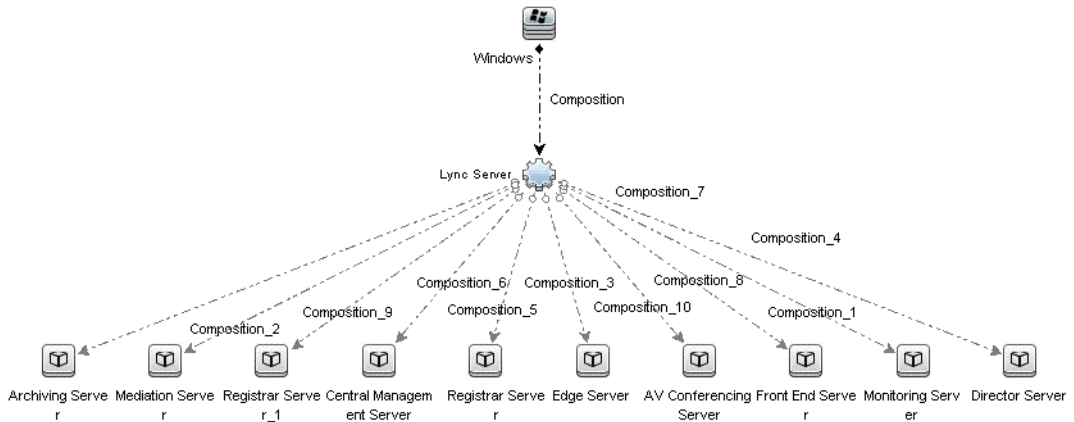 Windows
Composition
Lync Server
Composition_7
Composition_4
Composition_6
Composition_3
Composition_8
Composition_9
Composition_5
Composition_10
Composition_1
Composition_2
Archiving Serve
r
Mediation Serve
r
Registrar Serve
r_1
Central Managem
ent Server
Registrar Serve
r
Edge Server
AV Conferencing
Server
Front End Serve
r
Monitoring Serv
er
Director Server